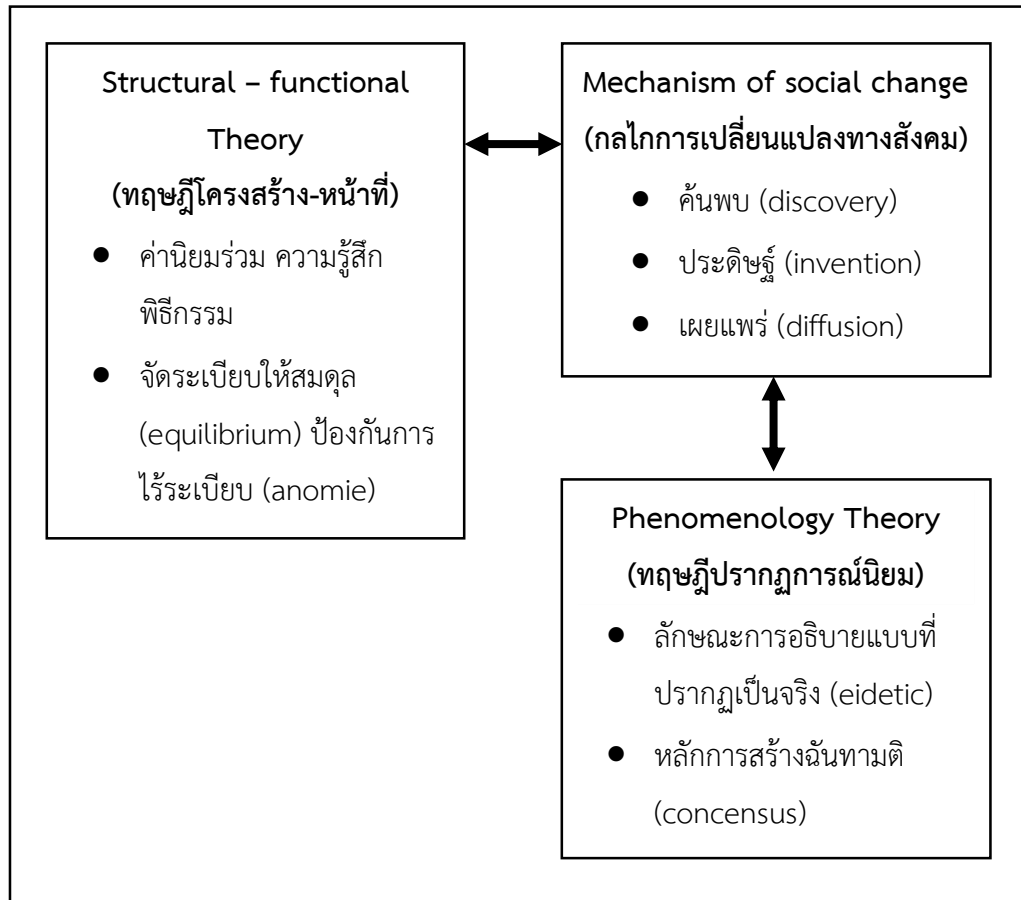 Structural – functional
Theory
(ทฤษฎีโครงสร้าง-หน้าที่)
● ค่านิยมร่วม ความรู้สึก
พิธีกรรม
● จัดระเบียบให้สมดุล
(equilibrium) ป้องกันการ
ไร้ระเบียบ (anomie)
Mechanism of social change
(กลไกการเปลี่ยนแปลงทางสังคม)
● ค้นพบ (discovery)
● ประดิษฐ์ (invention)
● เผยแพร่ (diffusion)
Phenomenology Theory
(ทฤษฎีปรากฏการณ์นิยม)
● ลักษณะการอธิบายแบบที่
ปรากฏเป็นจริง (eidetic)
● หลักการสร้างฉันทามติ
(concensus)